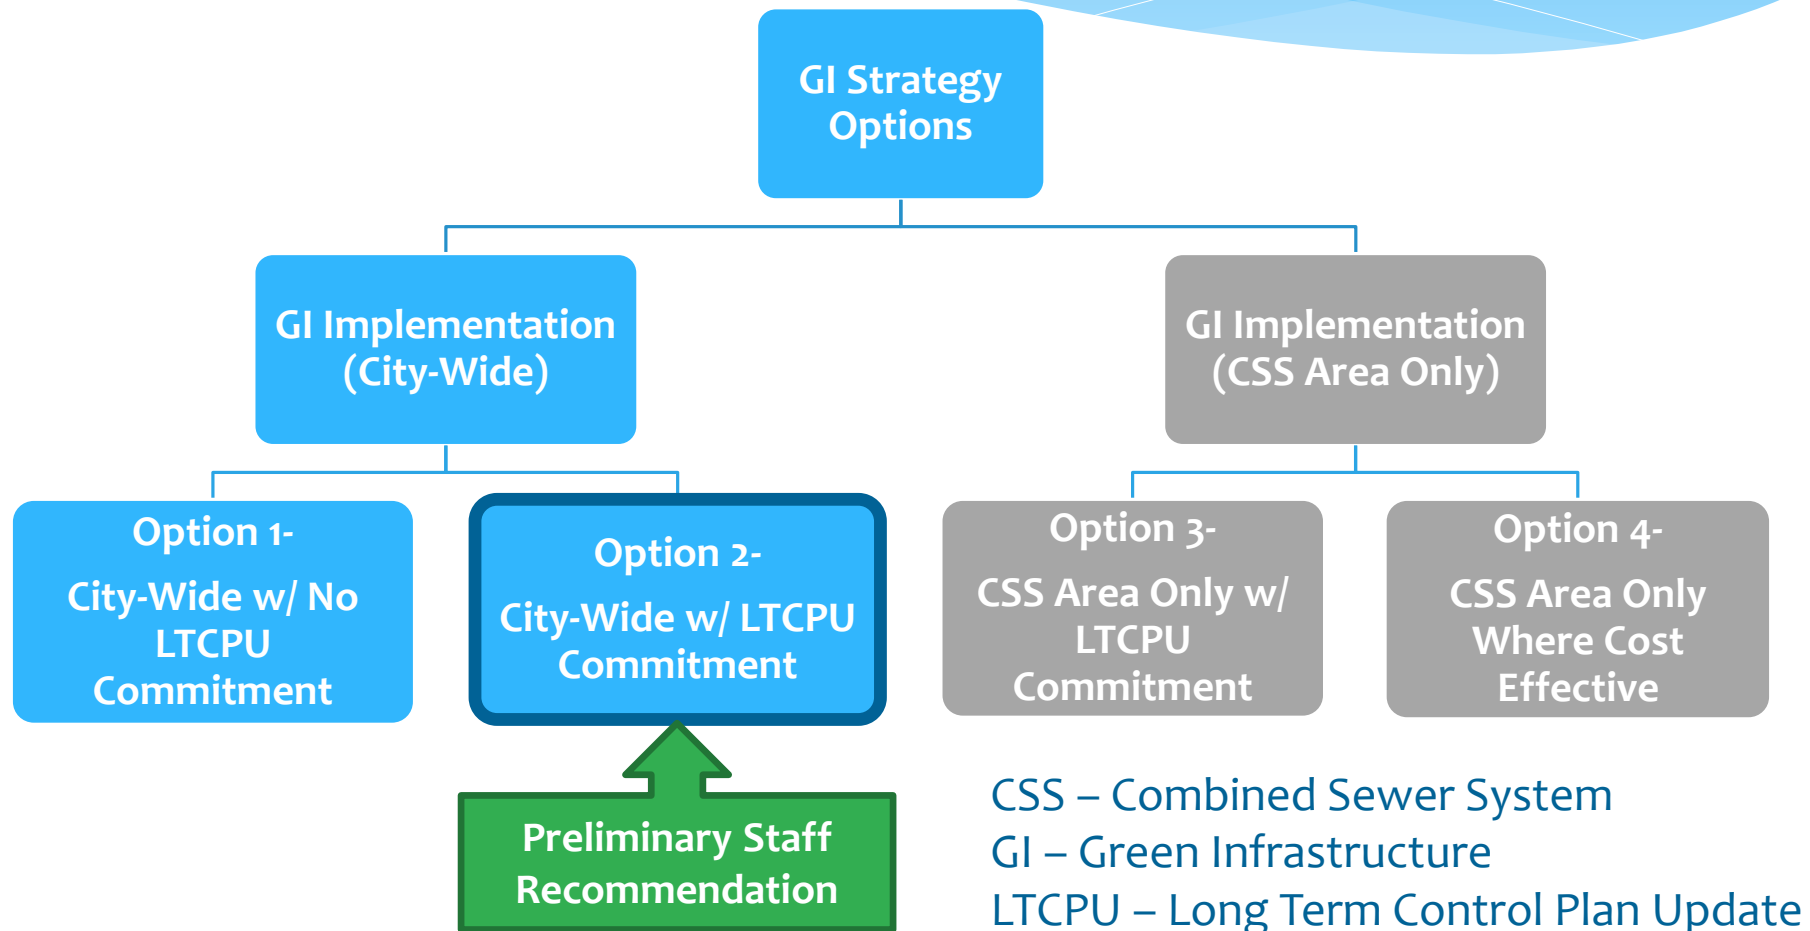 GI Strategy
Options
GI Implementation
(City-Wide)
GI Implementation
(CSS Area Only)
Option 1-
City-Wide w/ No
LTCPU
Commitment
Option 2-
City-Wide w/ LTCPU
Commitment
Option 3-
CSS Area Only w/
LTCPU
Commitment
Option 4-
CSS Area Only
Where Cost
Effective
Preliminary Staff
Recommendation
CSS – Combined Sewer System
GI – Green Infrastructure
LTCPU – Long Term Control Plan Update